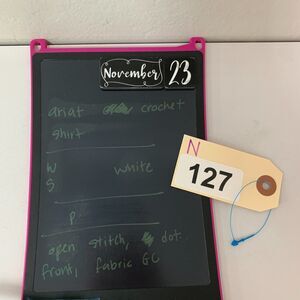 November 23
ariat crochet
shirt
N
127
W white
S
P
open stitch, dot
front, fabric GC